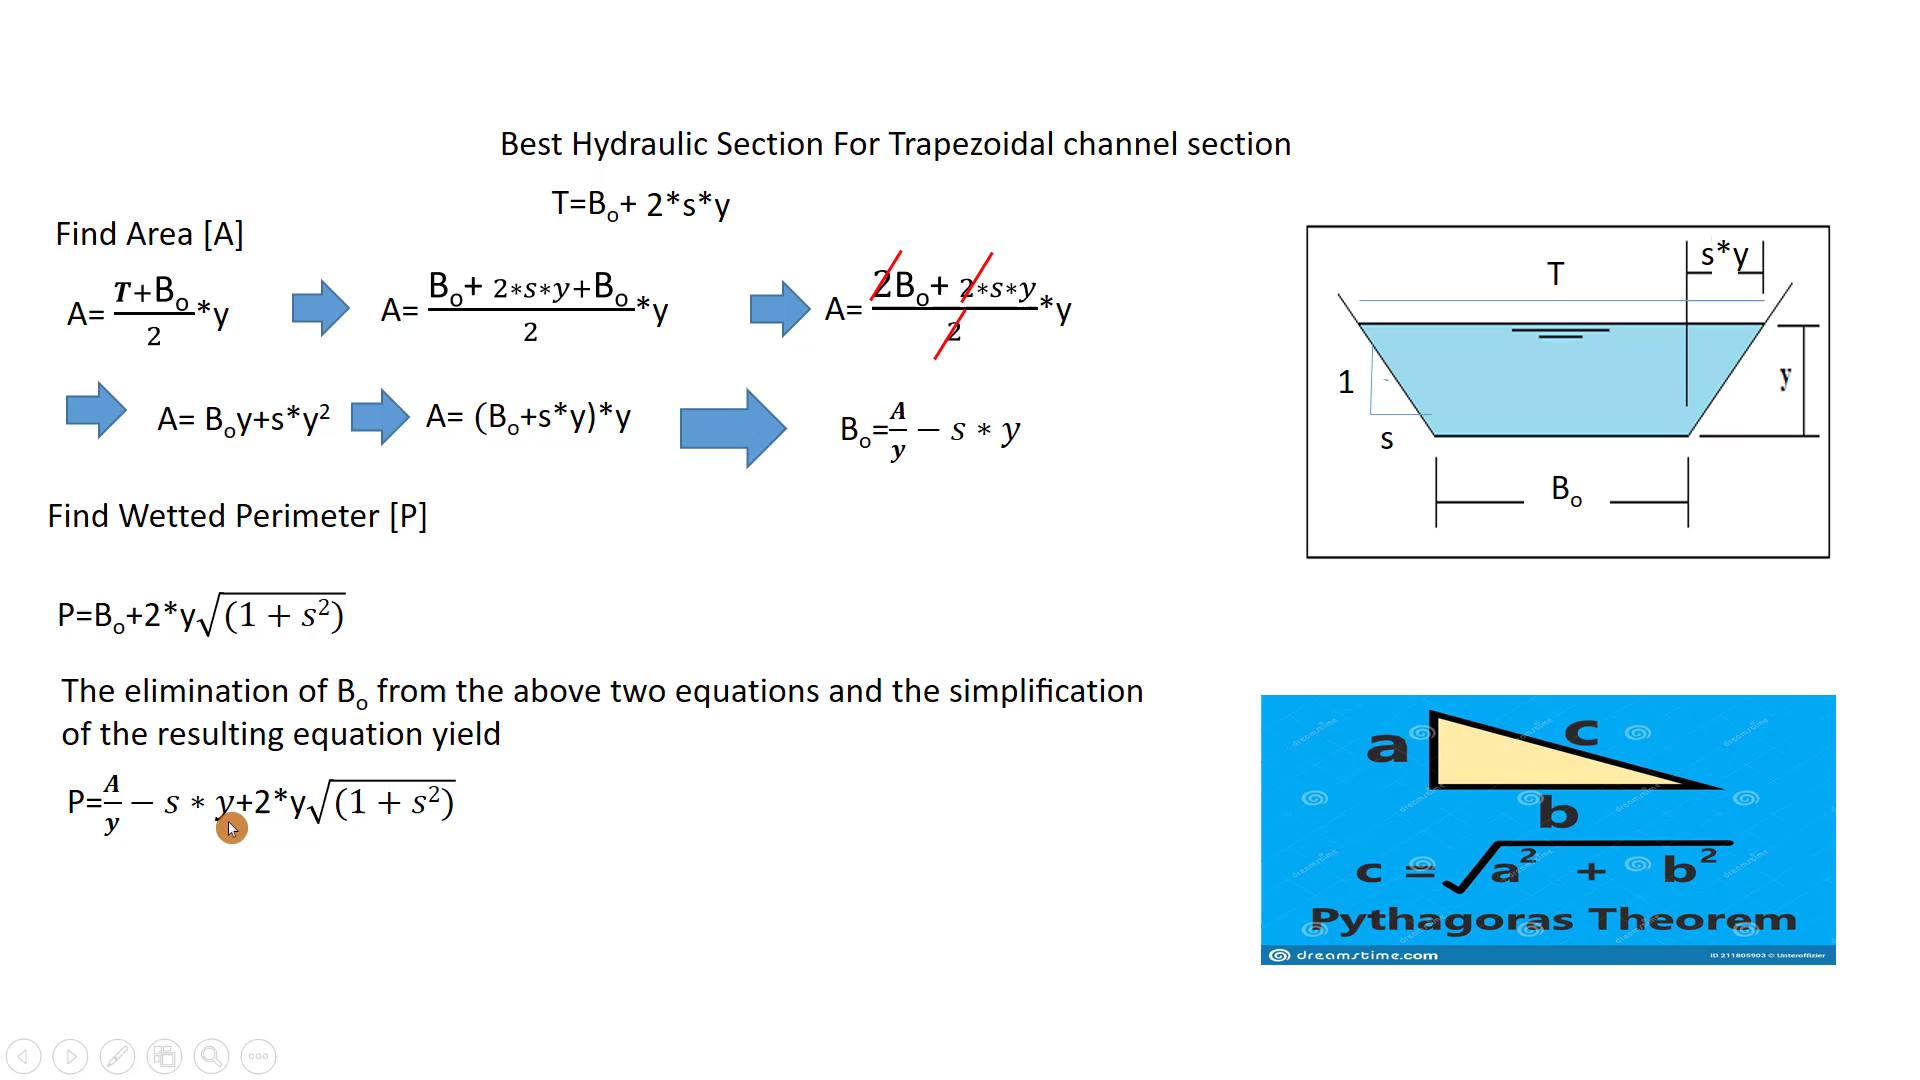 Best Hydraulic Section For Trapezoidal channel section
T=Bₒ+ 2*s*y
Find Area [A]
A= (T+Bₒ)/2 *y
A= (Bₒ+ 2*s*y+Bₒ)/2 *y
A= (2Bₒ+ 2*s*y)/2 *y
A= Bₒy+s*y²
A= (Bₒ+s*y)*y
Bₒ=A/y − s * y
Find Wetted Perimeter [P]
P=Bₒ+2*y√(1 + s²)
The elimination of Bₒ from the above two equations and the simplification
of the resulting equation yield
P=A/y − s * y+2*y√(1 + s²)
s*y
T
1
y
s
Bₒ
a
c
b
c = √a² + b²
Pythagoras Theorem
dreamstime.com
ID 211805903 © Unteroffizier